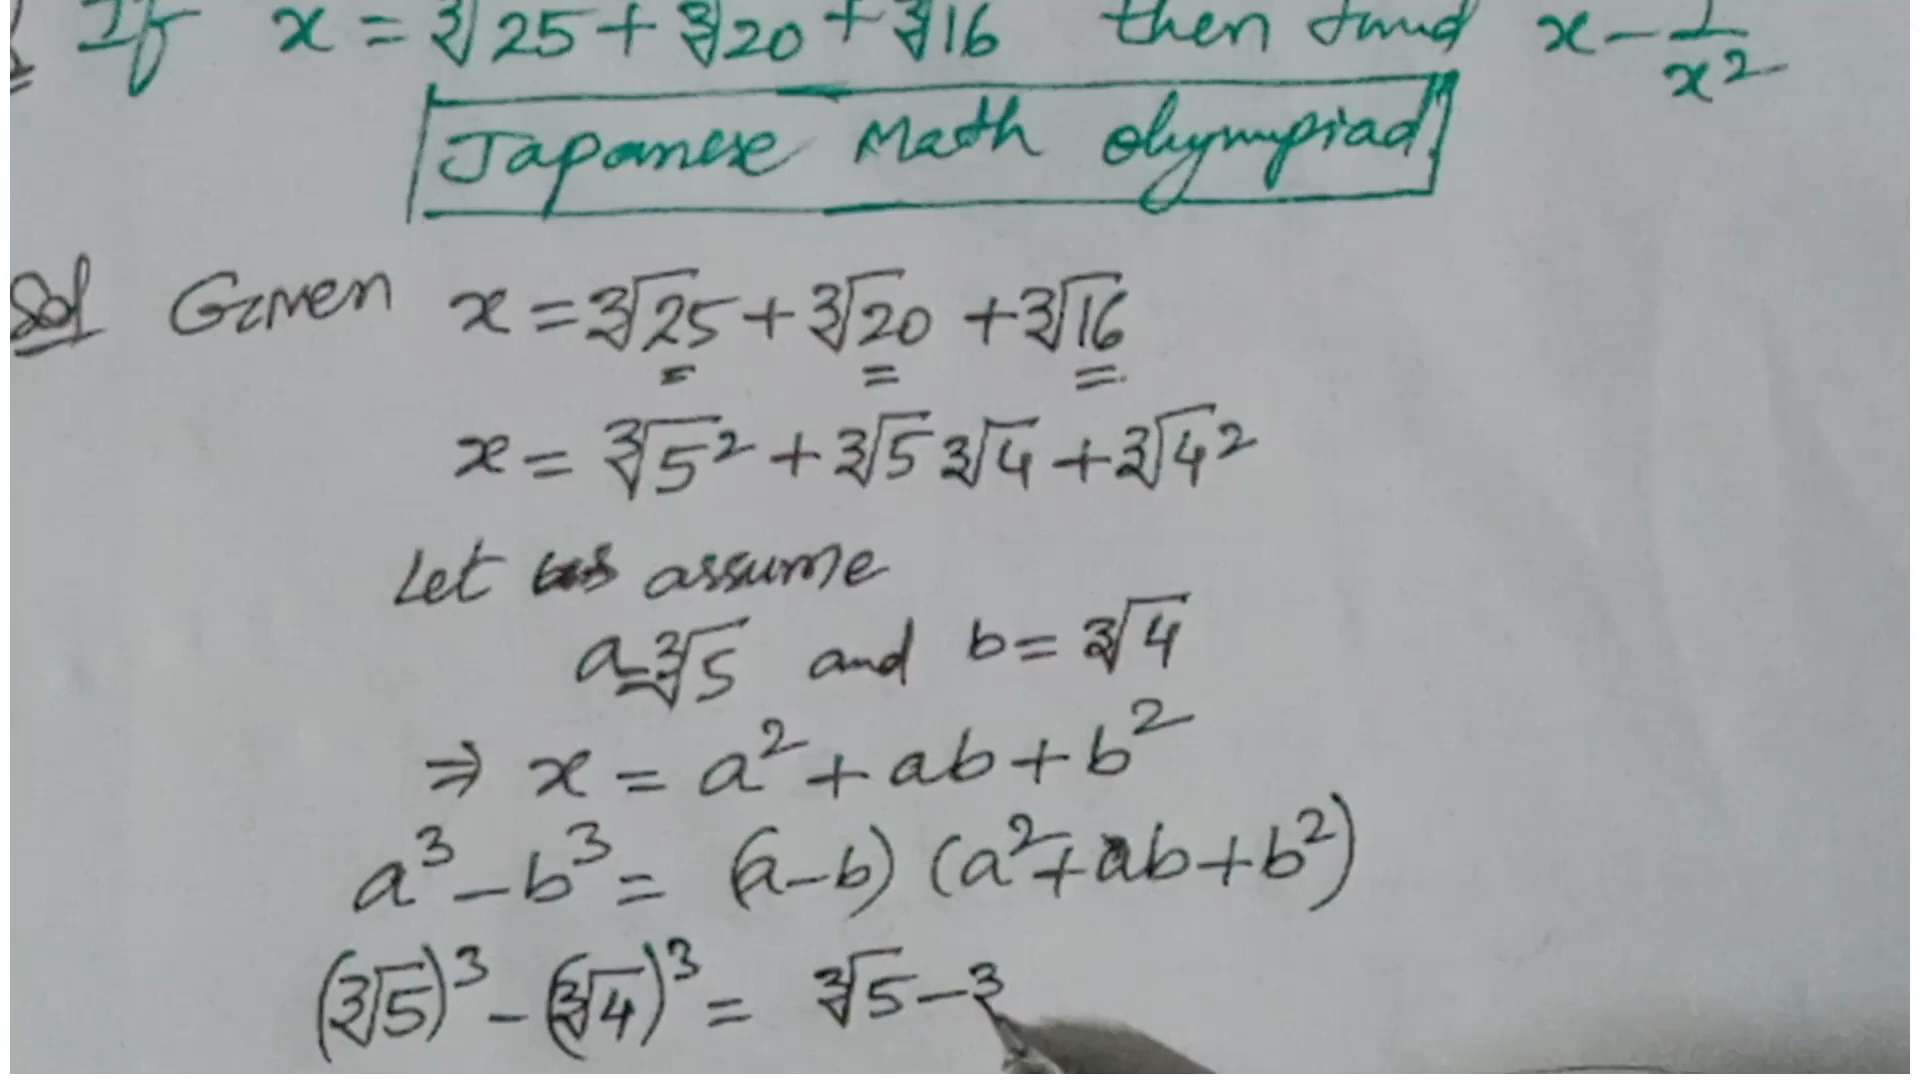 If x = ∛25 + ∛20 + ∛16 then find x - 1/x²
Japanese Math Olympiad
Sol Given x = ∛25 + ∛20 + ∛16
x = ∛5² + ∛5 ∛4 + ∛4²
Let us assume
a = ∛5 and b = ∛4
⇒ x = a² + ab + b²
a³ - b³ = (a-b) (a² + ab + b²)
(∛5)³ - (∛4)³ = ∛5 - 3